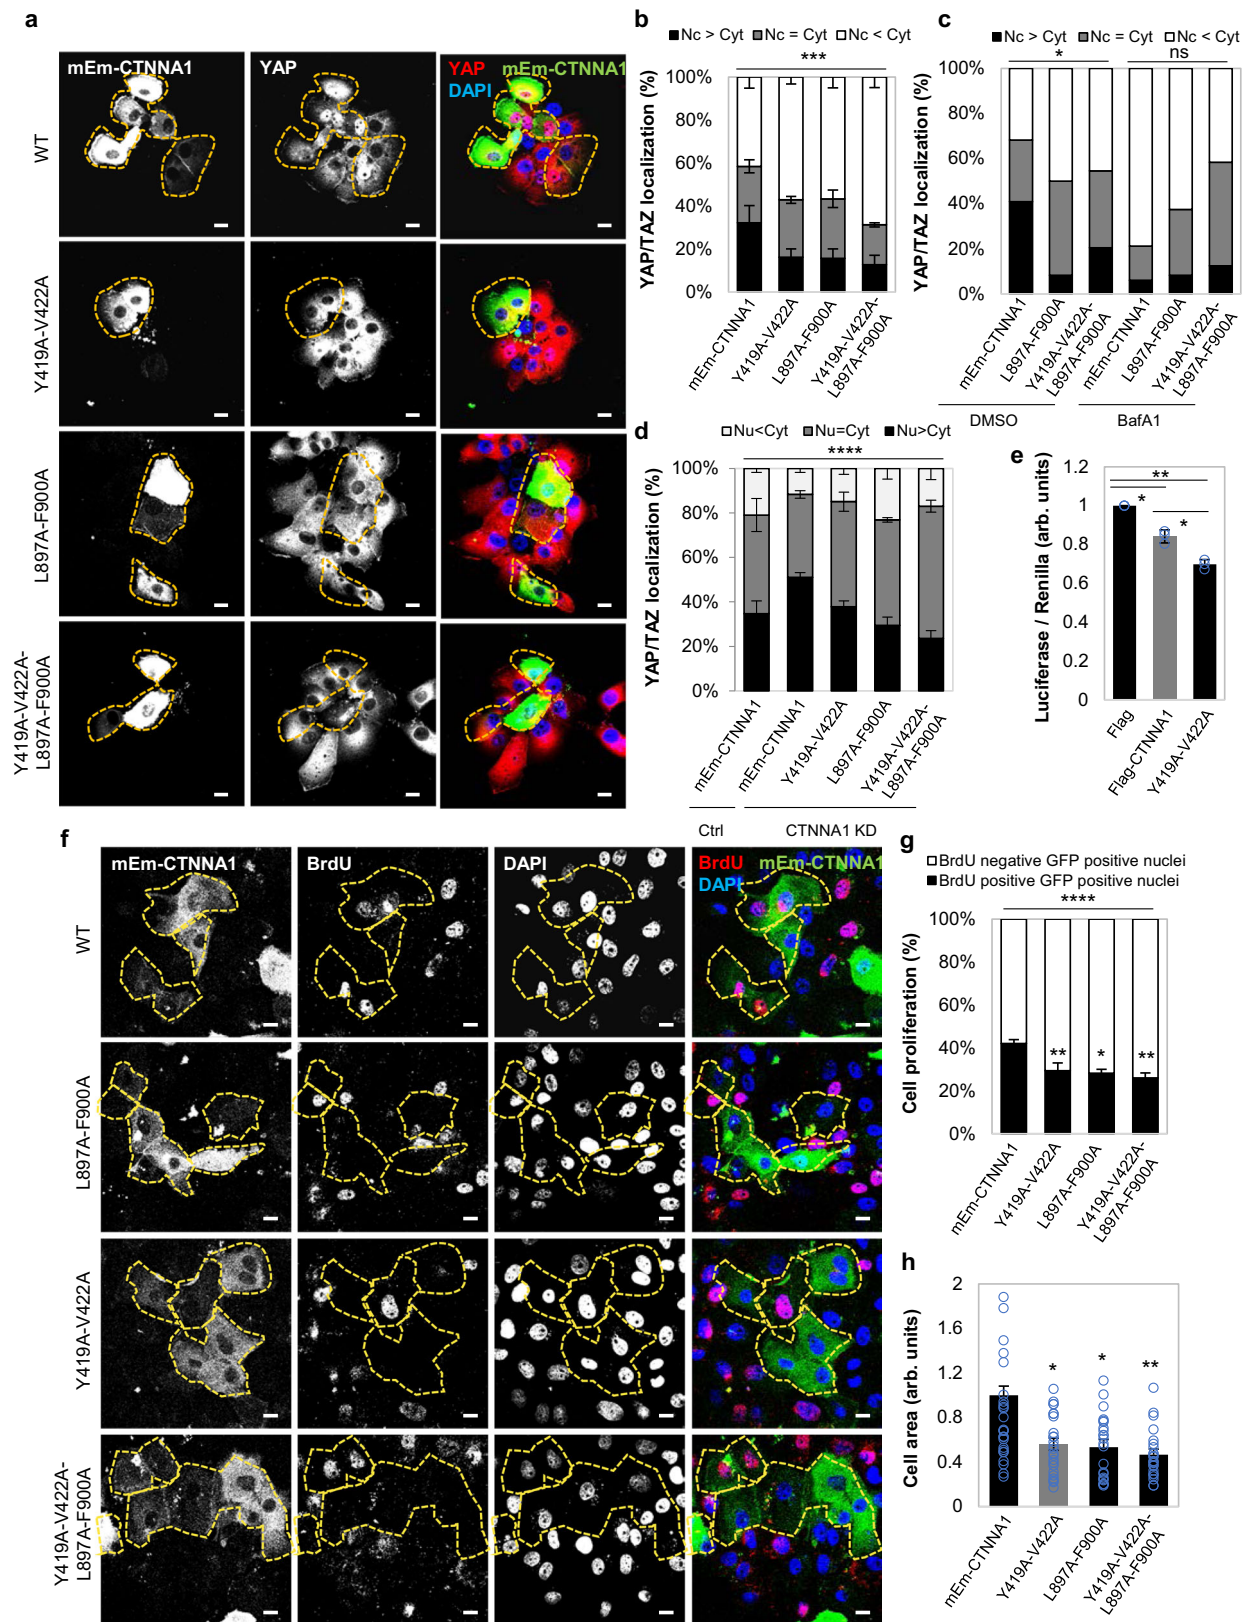 a
mEm-CTNNA1
YAP
YAP mEm-CTNNA1
DAPI
WT
Y419A-V422A
L897A-F900A
Y419A-V422A-
L897A-F900A
b
Nc > Cyt Nc = Cyt Nc < Cyt
***
YAP/TAZ localization (%)
100%
80%
60%
40%
20%
0%
mEm-CTNNA1
Y419A-V422A
L897A-F900A
Y419A-V422A-
L897A-F900A
c
Nc > Cyt Nc = Cyt Nc < Cyt
* ns
YAP/TAZ localization (%)
100%
80%
60%
40%
20%
0%
mEm-CTNNA1
L897A-F900A
Y419A-V422A-
L897A-F900A
mEm-CTNNA1
L897A-F900A
Y419A-V422A-
L897A-F900A
DMSO BafA1
d
Nu<Cyt Nu=Cyt Nu>Cyt
****
YAP/TAZ localization (%)
100%
80%
60%
40%
20%
0%
mEm-CTNNA1
mEm-CTNNA1
Y419A-V422A
L897A-F900A
Y419A-V422A-
L897A-F900A
Ctrl CTNNA1 KD
e
Luciferase / Renilla (arb. units)
1.2
1
0.8
0.6
0.4
0.2
0
**
*
*
Flag
Flag-CTNNA1
Y419A-V422A
f
mEm-CTNNA1
BrdU
DAPI
BrdU mEm-CTNNA1
DAPI
WT
L897A-F900A
Y419A-V422A
Y419A-V422A-
L897A-F900A
g
BrdU negative GFP positive nuclei
BrdU positive GFP positive nuclei
****
Cell proliferation (%)
100%
80%
60%
40%
20%
0%
** * **
mEm-CTNNA1
Y419A-V422A
L897A-F900A
Y419A-V422A-
L897A-F900A
h
Cell area (arb. units)
2
1.6
1.2
0.8
0.4
0
* * **
mEm-CTNNA1
Y419A-V422A
L897A-F900A
Y419A-V422A-
L897A-F900A